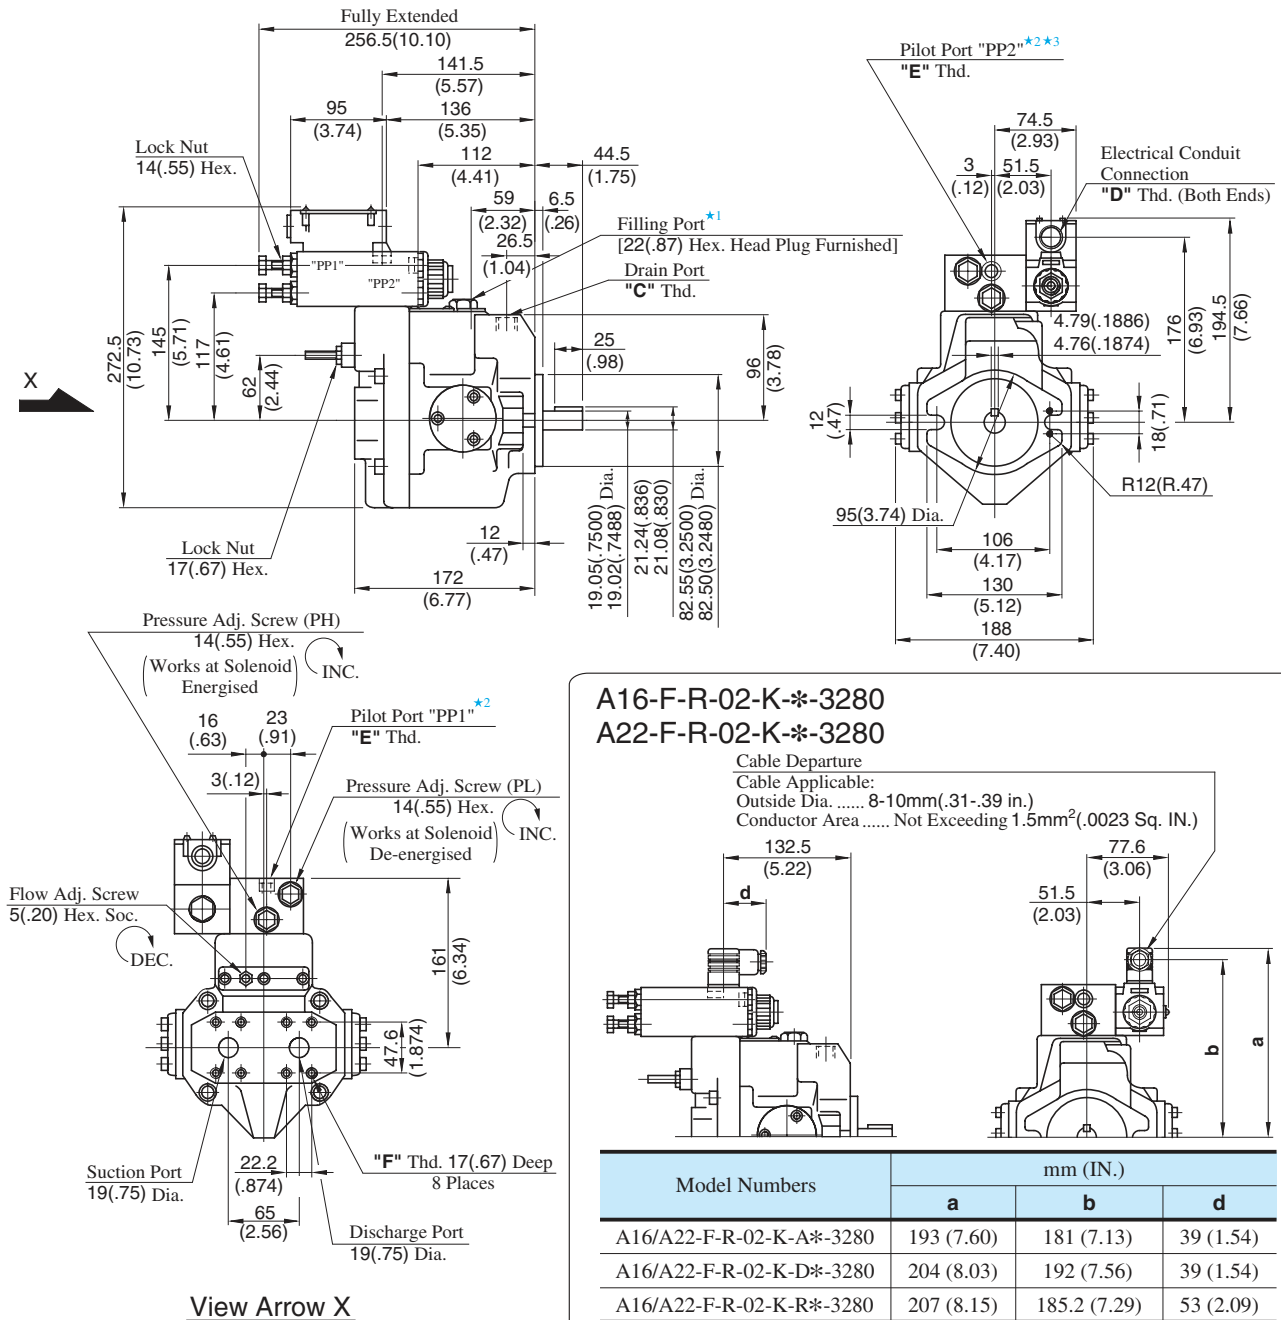 Fully Extended
256.5(10.10)
141.5
(5.57)
95
(3.74)
136
(5.35)
Lock Nut
14(.55) Hex.
112
(4.41)
44.5
(1.75)
59
(2.32)
6.5
(.26)
26.5
(1.04)
Filling Port★1
[22(.87) Hex. Head Plug Furnished]
Drain Port
"C" Thd.
"PP1"
"PP2"
272.5
(10.73)
145
(5.71)
117
(4.61)
62
(2.44)
X
25
(.98)
96
(3.78)
Lock Nut
17(.67) Hex.
12
(.47)
172
(6.77)
19.05(.7500) Dia.
19.02(.7488) Dia.
21.24(.836)
21.08(.830)
82.55(3.2500) Dia.
82.50(3.2480) Dia.
Pilot Port "PP2"★2★3
"E" Thd.
74.5
(2.93)
3
(.12)
51.5
(2.03)
Electrical Conduit
Connection
"D" Thd. (Both Ends)
4.79(.1886)
4.76(.1874)
176
(6.93)
194.5
(7.66)
12
(.47)
18(.71)
R12(R.47)
95(3.74) Dia.
106
(4.17)
130
(5.12)
188
(7.40)
Pressure Adj. Screw (PH)
14(.55) Hex.
(Works at Solenoid
Energised)
INC.
16
(.63)
23
(.91)
3(.12)
Pilot Port "PP1"★2
"E" Thd.
Pressure Adj. Screw (PL)
14(.55) Hex.
(Works at Solenoid
De-energised)
INC.
Flow Adj. Screw
5(.20) Hex. Soc.
DEC.
161
(6.34)
47.6
(1.874)
Suction Port
19(.75) Dia.
22.2
(.874)
65
(2.56)
"F" Thd. 17(.67) Deep
8 Places
Discharge Port
19(.75) Dia.
View Arrow X
A16-F-R-02-K-✻-3280
A22-F-R-02-K-✻-3280
Cable Departure
Cable Applicable:
Outside Dia. ...... 8-10mm(.31-.39 in.)
Conductor Area ...... Not Exceeding 1.5mm²(.0023 Sq. IN.)
132.5
(5.22)
d
77.6
(3.06)
51.5
(2.03)
b
a
Model Numbers mm (IN.)
a b d
A16/A22-F-R-02-K-A✻-3280 193 (7.60) 181 (7.13) 39 (1.54)
A16/A22-F-R-02-K-D✻-3280 204 (8.03) 192 (7.56) 39 (1.54)
A16/A22-F-R-02-K-R✻-3280 207 (8.15) 185.2 (7.29) 53 (2.09)